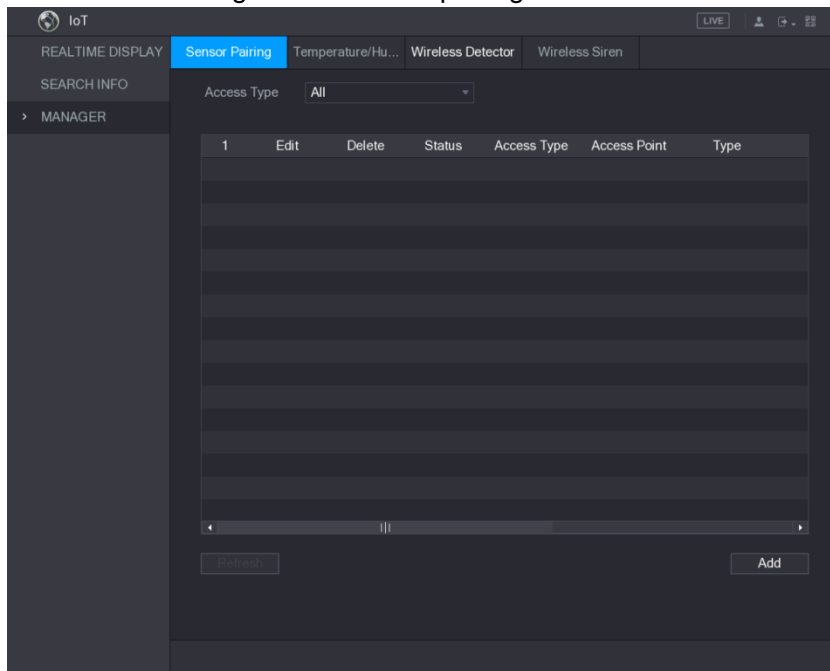 IoT LIVE
REALTIME DISPLAY Sensor Pairing Temperature/Hu... Wireless Detector Wireless Siren
SEARCH INFO
Access Type All
> MANAGER
1 Edit Delete Status Access Type Access Point Type
Refresh Add